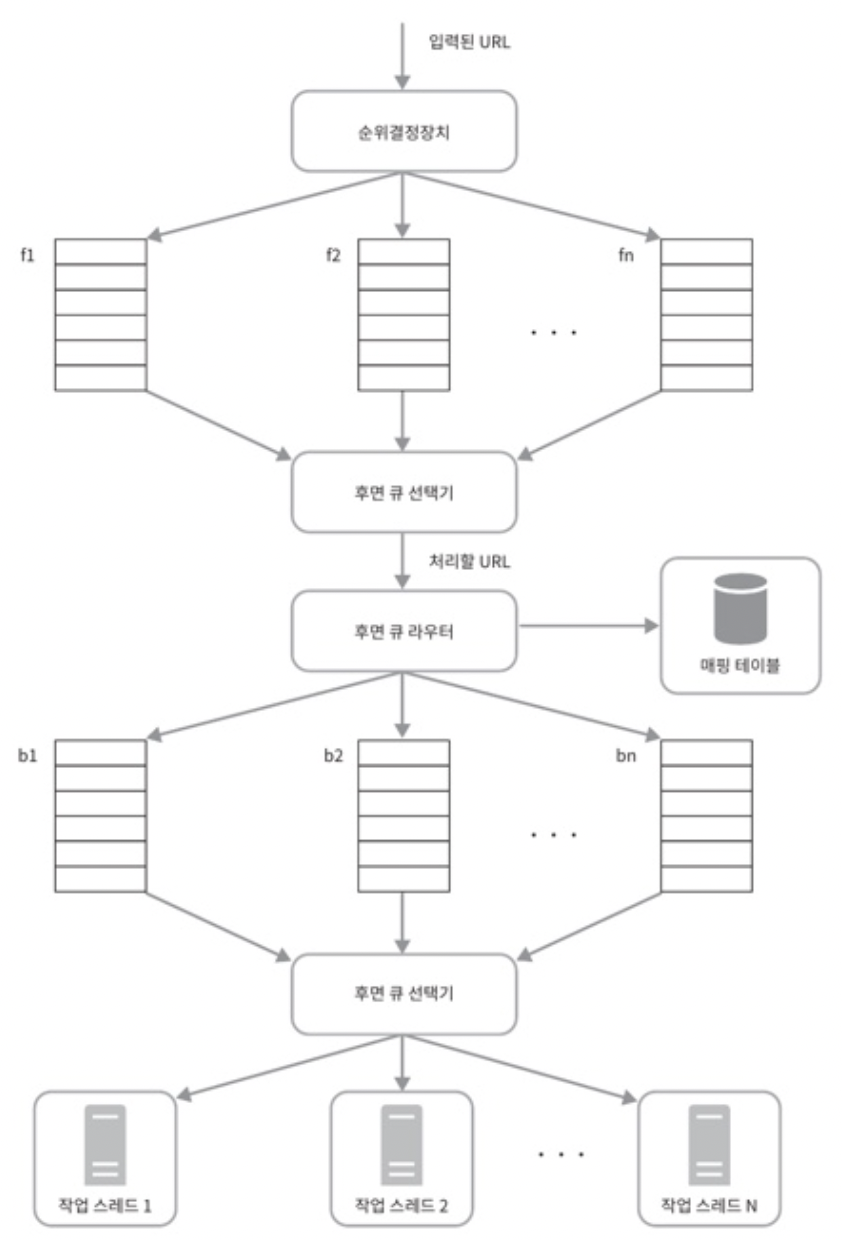 입력된 URL
순위결정장치
f1
f2
fn
. . .
후면 큐 선택기
처리할 URL
후면 큐 라우터
매핑 테이블
b1
b2
bn
. . .
후면 큐 선택기
. . .
작업 스레드 1
작업 스레드 2
작업 스레드 N